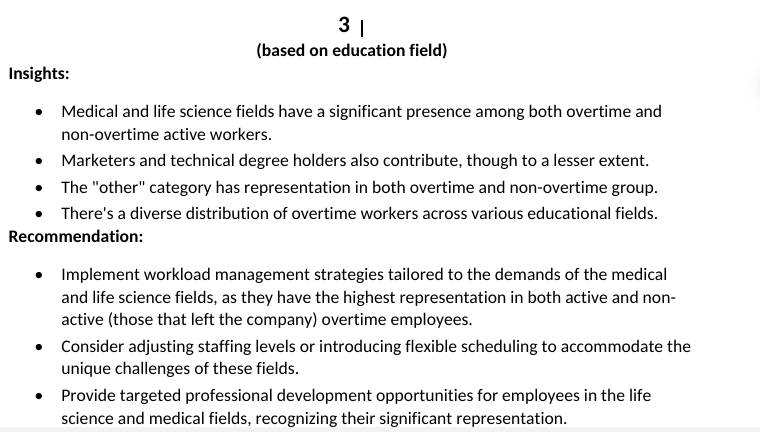 3 |
(based on education field)
Insights:
• Medical and life science fields have a significant presence among both overtime and
non-overtime active workers.
• Marketers and technical degree holders also contribute, though to a lesser extent.
• The "other" category has representation in both overtime and non-overtime group.
• There's a diverse distribution of overtime workers across various educational fields.
Recommendation:
• Implement workload management strategies tailored to the demands of the medical
and life science fields, as they have the highest representation in both active and non-
active (those that left the company) overtime employees.
• Consider adjusting staffing levels or introducing flexible scheduling to accommodate the
unique challenges of these fields.
• Provide targeted professional development opportunities for employees in the life
science and medical fields, recognizing their significant representation.